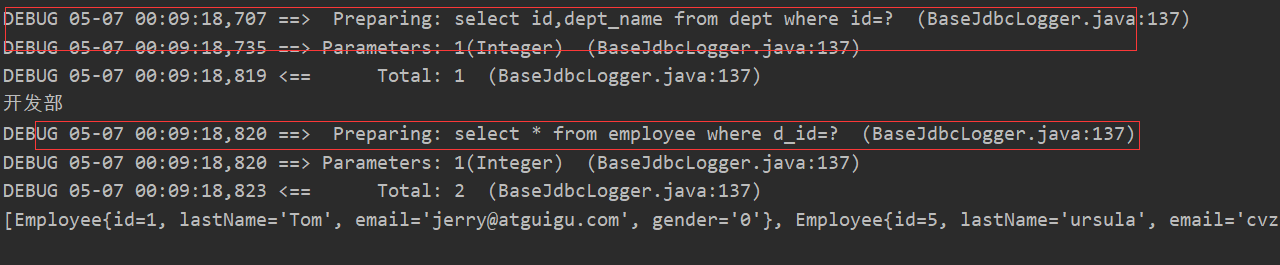 DEBUG 05-07 00:09:18,707 ==>  Preparing: select id,dept_name from dept where id=?  (BaseJdbcLogger.java:137)
DEBUG 05-07 00:09:18,735 ==> Parameters: 1(Integer)  (BaseJdbcLogger.java:137)
DEBUG 05-07 00:09:18,819 <==      Total: 1  (BaseJdbcLogger.java:137)
开发部
DEBUG 05-07 00:09:18,820 ==>  Preparing: select * from employee where d_id=?  (BaseJdbcLogger.java:137)
DEBUG 05-07 00:09:18,820 ==> Parameters: 1(Integer)  (BaseJdbcLogger.java:137)
DEBUG 05-07 00:09:18,823 <==      Total: 2  (BaseJdbcLogger.java:137)
[Employee{id=1, lastName='Tom', email='jerry@atguigu.com', gender='0'}, Employee{id=5, lastName='ursula', email='cvz